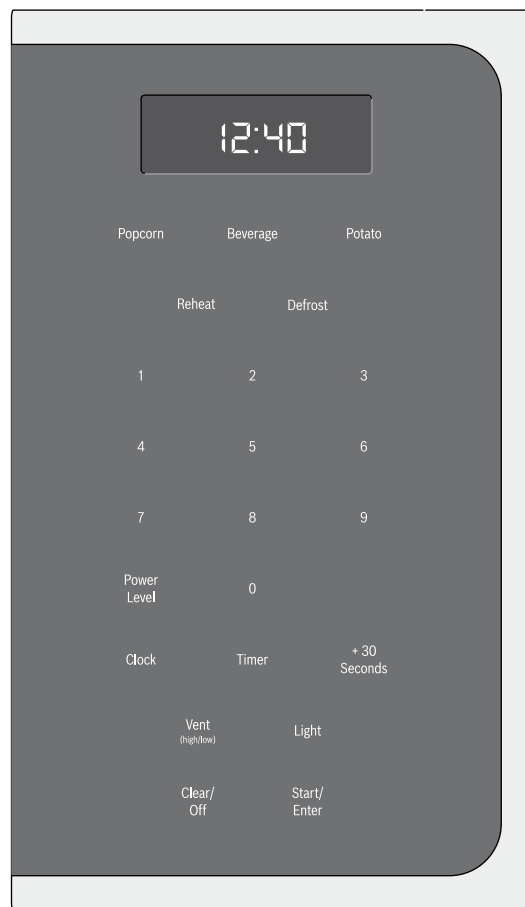 12:40
Popcorn Beverage Potato
Reheat Defrost
1 2 3
4 5 6
7 8 9
Power
Level
0
Clock Timer
+ 30
Seconds
Vent
(high/low)
Light
Clear/
Off
Start/
Enter